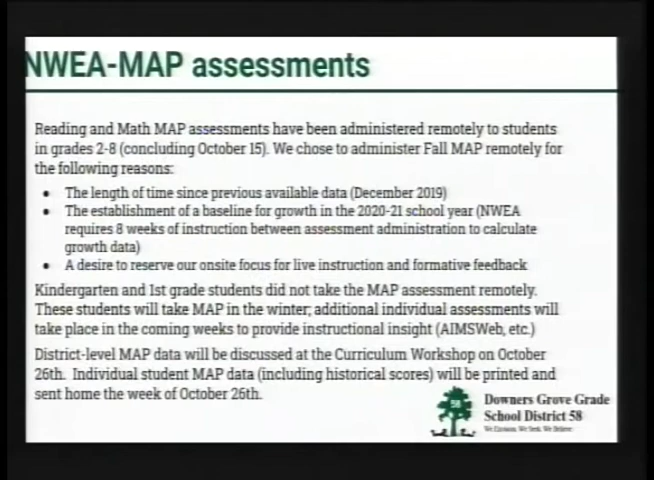 NWEA-MAP assessments
Reading and Math MAP assessments have been administered remotely to students
in grades 2-8 (concluding October 15). We chose to administer Fall MAP remotely for
the following reasons:
• The length of time since previous available data (December 2019)
• The establishment of a baseline for growth in the 2020-21 school year (NWEA
requires 8 weeks of instruction between assessment administration to calculate
growth data)
• A desire to reserve our onsite focus for live instruction and formative feedback
Kindergarten and 1st grade students did not take the MAP assessment remotely.
These students will take MAP in the winter; additional individual assessments will
take place in the coming weeks to provide instructional insight (AIMSWeb, etc.)
District-level MAP data will be discussed at the Curriculum Workshop on October
26th. Individual student MAP data (including historical scores) will be printed and
sent home the week of October 26th.
58
Downers Grove Grade
School District 58
We Envision. We Seek. We Believe.